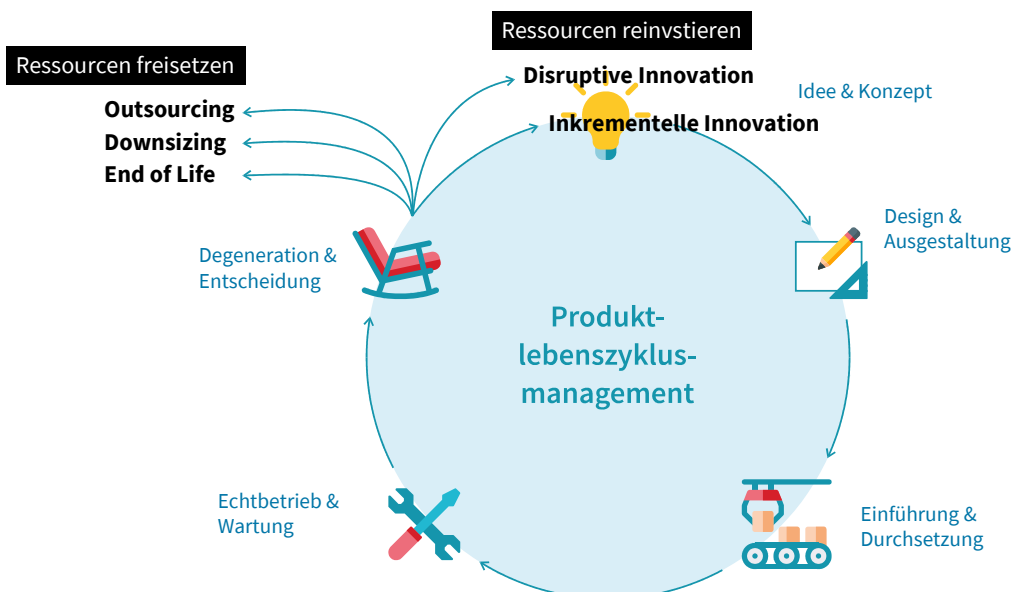 Ressourcen reinvstieren
Ressourcen freisetzen
Disruptive Innovation
Idee & Konzept
Outsourcing
Inkrementelle Innovation
Downsizing
End of Life
Design &
Ausgestaltung
Degeneration &
Entscheidung
Produkt-
lebenszyklus-
management
Echtbetrieb &
Wartung
Einführung &
Durchsetzung